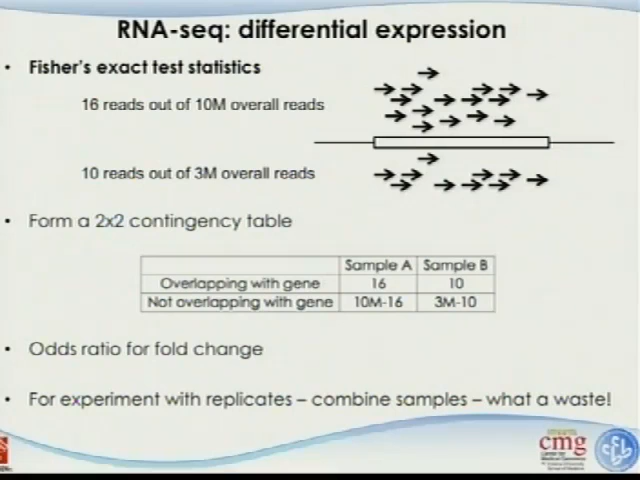 RNA-seq: differential expression
• Fisher's exact test statistics
16 reads out of 10M overall reads
10 reads out of 3M overall reads
• Form a 2x2 contingency table
Sample A Sample B
Overlapping with gene 16 10
Not overlapping with gene 10M-16 3M-10
• Odds ratio for fold change
• For experiment with replicates – combine samples – what a waste!
cmg